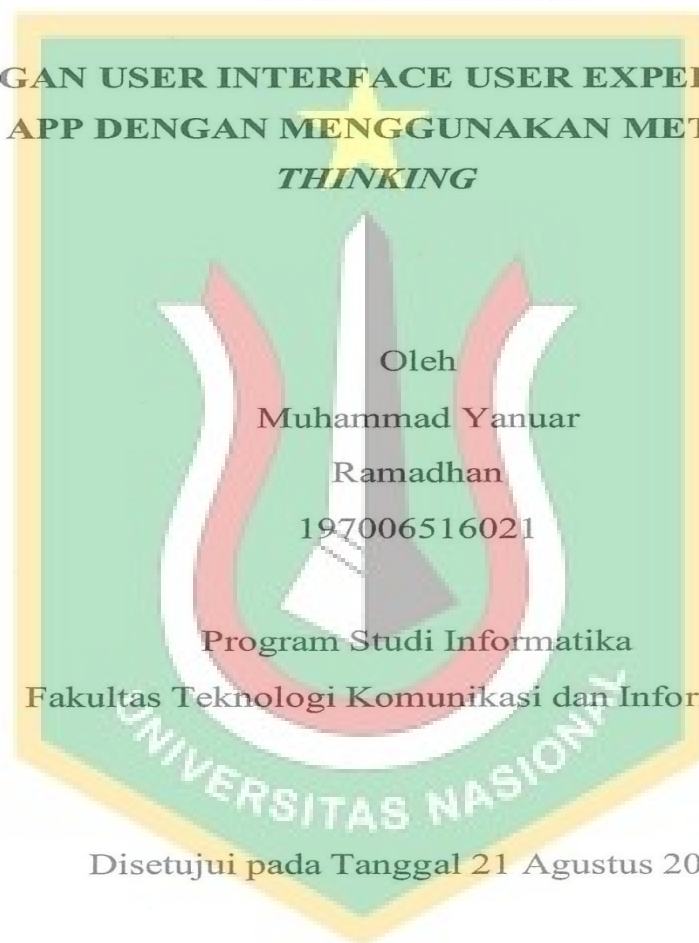 GAN USER INTERFACE USER EXPE
APP DENGAN MENGGUNAKAN MET
THINKING
Oleh
Muhammad Yanuar
Ramadhan
197006516021
Program Studi Informatika
Fakultas Teknologi Komunikasi dan Infor
UNIVERSITAS NASIONAL
Disetujui pada Tanggal 21 Agustus 20